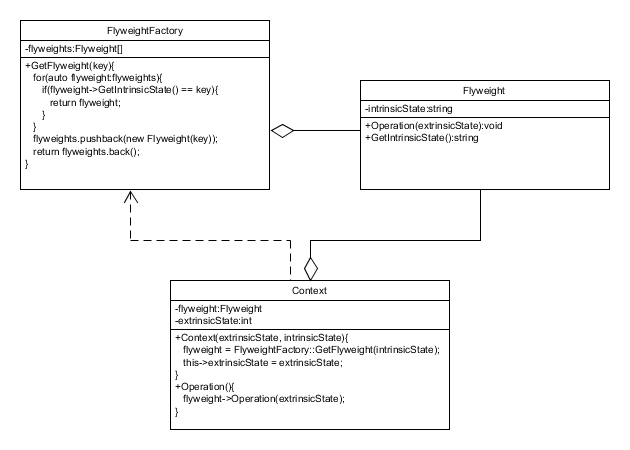 FlyweightFactory
-flyweights:Flyweight[]
+GetFlyweight(key){
for(auto flyweight:flyweights){
if(flyweight->GetIntrinsicState() == key){
return flyweight;
}
}
flyweights.pushback(new Flyweight(key));
return flyweights.back();
}
Flyweight
-intrinsicState:string
+Operation(extrinsicState):void
+GetIntrinsicState():string
Context
-flyweight:Flyweight
-extrinsicState:int
+Context(extrinsicState, intrinsicState){
flyweight = FlyweightFactory::GetFlyweight(intrinsicState);
this->extrinsicState = extrinsicState;
}
+Operation(){
flyweight->Operation(extrinsicState);
}